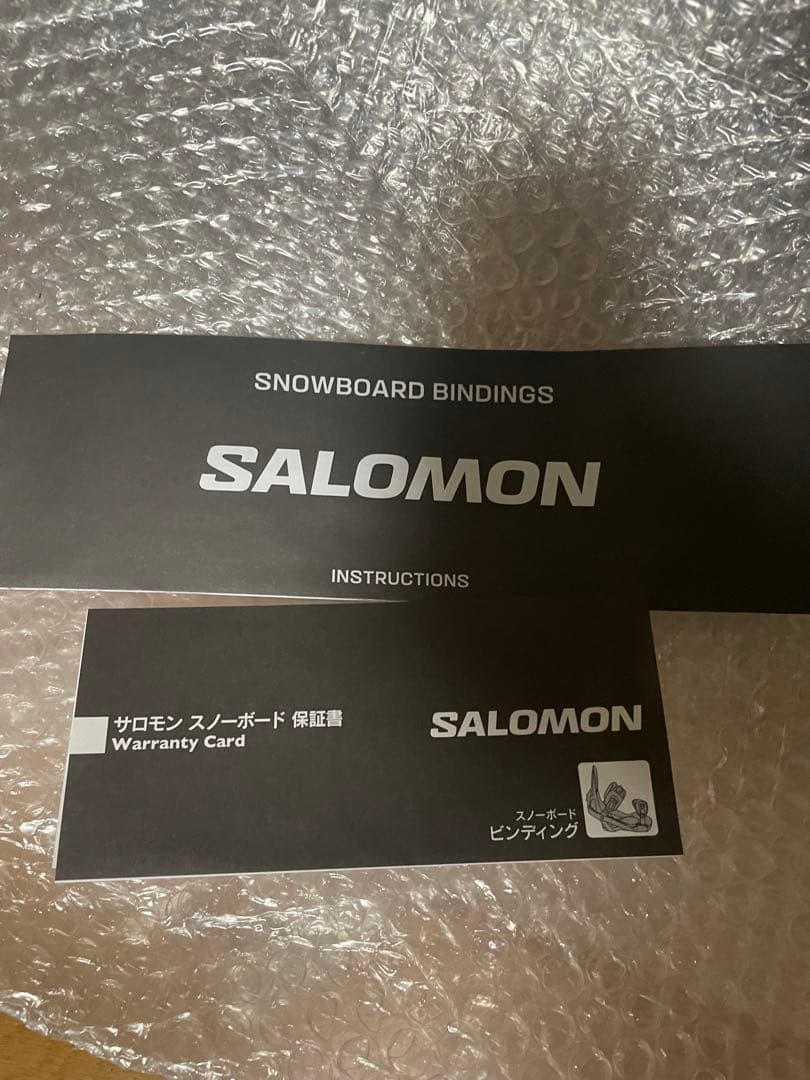 SNOWBOARD BINDINGS
SALOMON
INSTRUCTIONS
サロモン スノーボード 保証書
Warranty Card
SALOMON
スノーボード
ビンディング